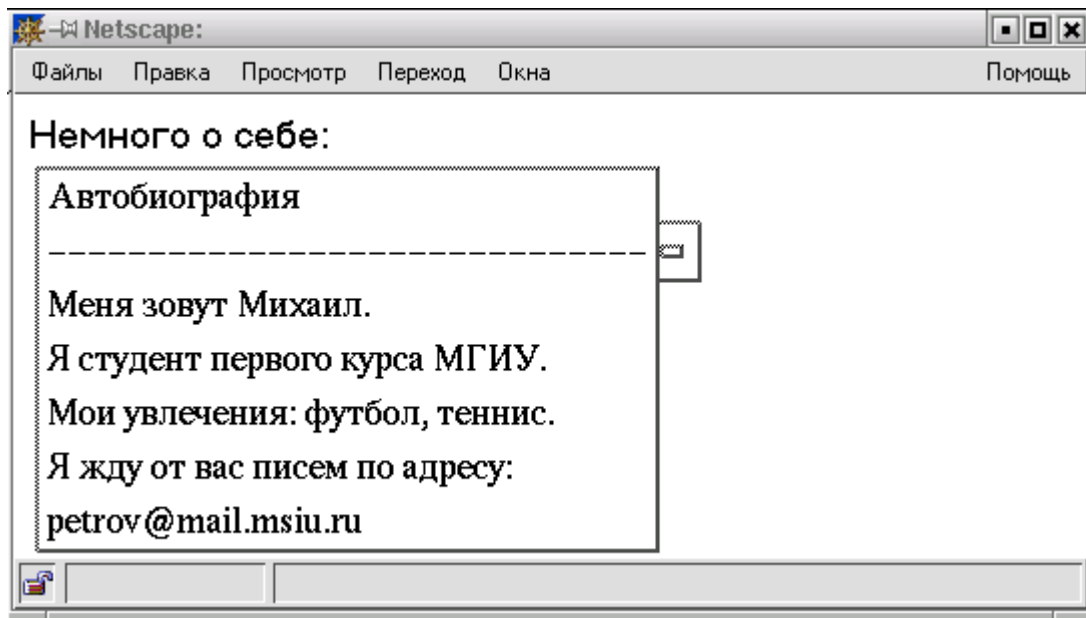 Netscape:
Файлы Правка Просмотр Переход Окна Помощь
Немного о себе:
Автобиография
------------------------------
Меня зовут Михаил.
Я студент первого курса МГИУ.
Мои увлечения: футбол, теннис.
Я жду от вас писем по адресу:
petrov@mail.msiu.ru